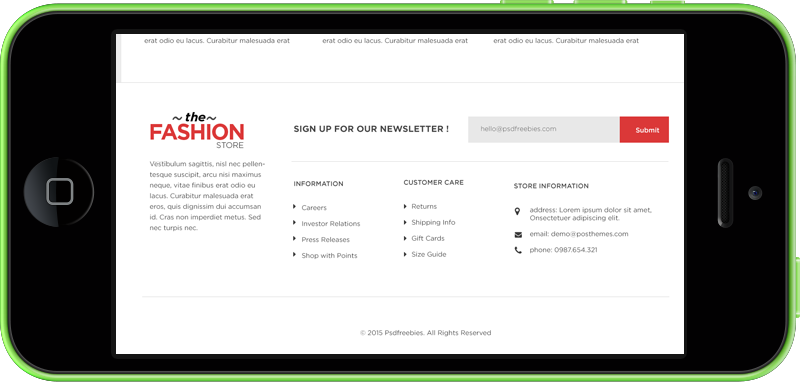 erat odio eu lacus. Curabitur malesuada erat
erat odio eu lacus. Curabitur malesuada erat
erat odio eu lacus. Curabitur malesuada erat
~ the ~
FASHION
STORE
Vestibulum sagittis, nisl nec pellen-
tesque suscipit, arcu nisi maximus
neque, vitae finibus erat odio eu
lacus. Curabitur malesuada erat
eros, quis dignissim dui accumsan
id. Cras non imperdiet metus. Sed
nec turpis nec.
SIGN UP FOR OUR NEWSLETTER !
hello@psdfreebies.com
Submit
INFORMATION
Careers
Investor Relations
Press Releases
Shop with Points
CUSTOMER CARE
Returns
Shipping Info
Gift Cards
Size Guide
STORE INFORMATION
address: Lorem ipsum dolor sit amet,
Onsectetuer adipiscing elit.
email: demo@posthemes.com
phone: 0987.654.321
© 2015 Psdfreebies. All Rights Reserved